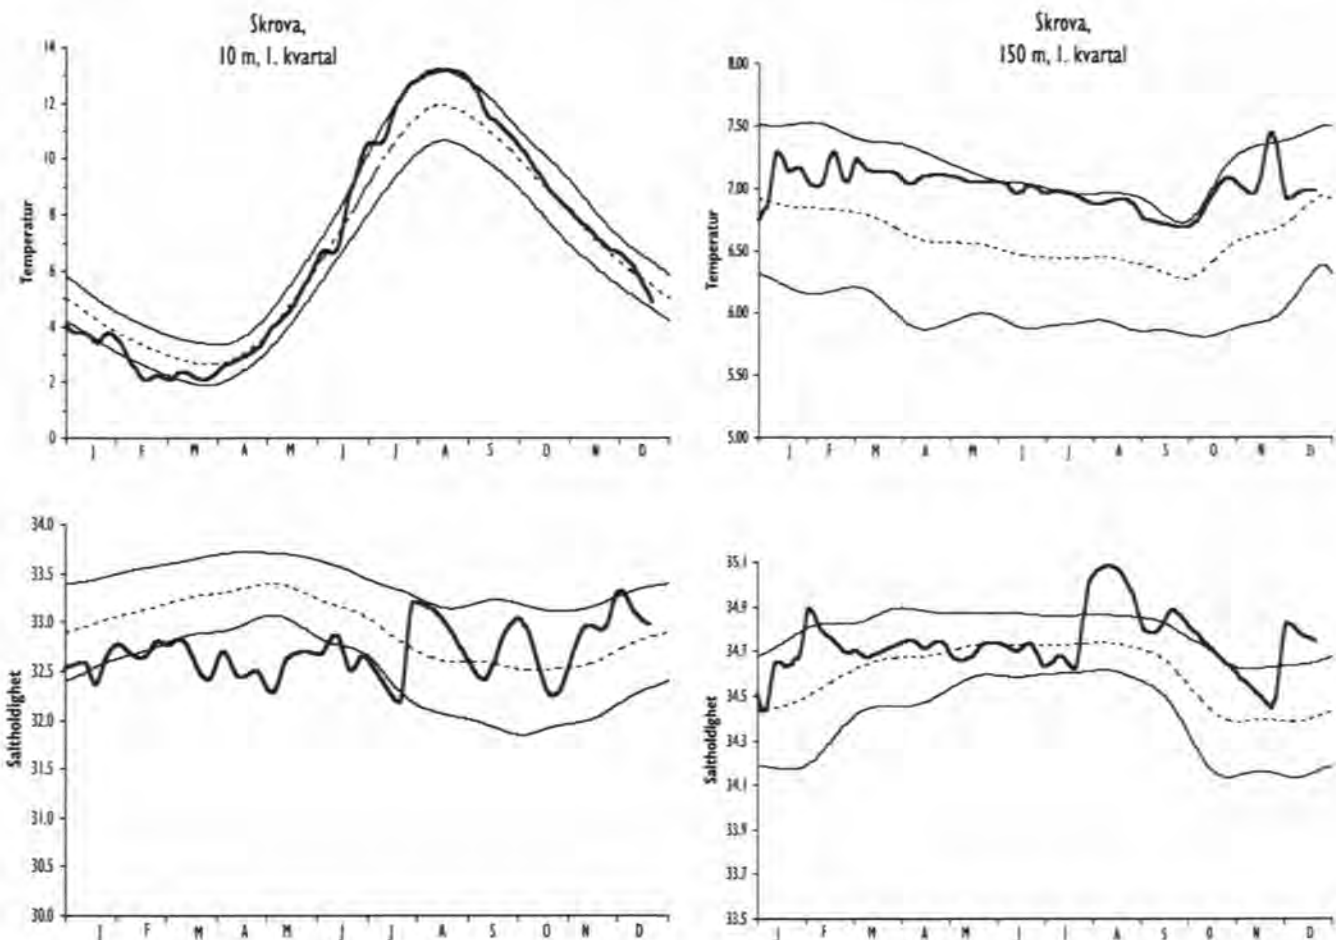 Skrova,
10 m, 1. kvartal
Temperatur
14
12
10
8
6
4
2
0
J F M A M J J A S O N D
Skrova,
150 m, 1. kvartal
Temperatur
8.00
7.50
7.00
6.50
6.00
5.50
5.00
J F M A M J J A S O N D
Saltholdighet
34.0
33.5
33.0
32.5
32.0
31.5
31.0
30.5
30.0
J F M A M J J A S O N D
Saltholdighet
35.1
34.9
34.7
34.5
34.3
34.1
33.9
33.7
33.5
J F M A M J J A S O N D